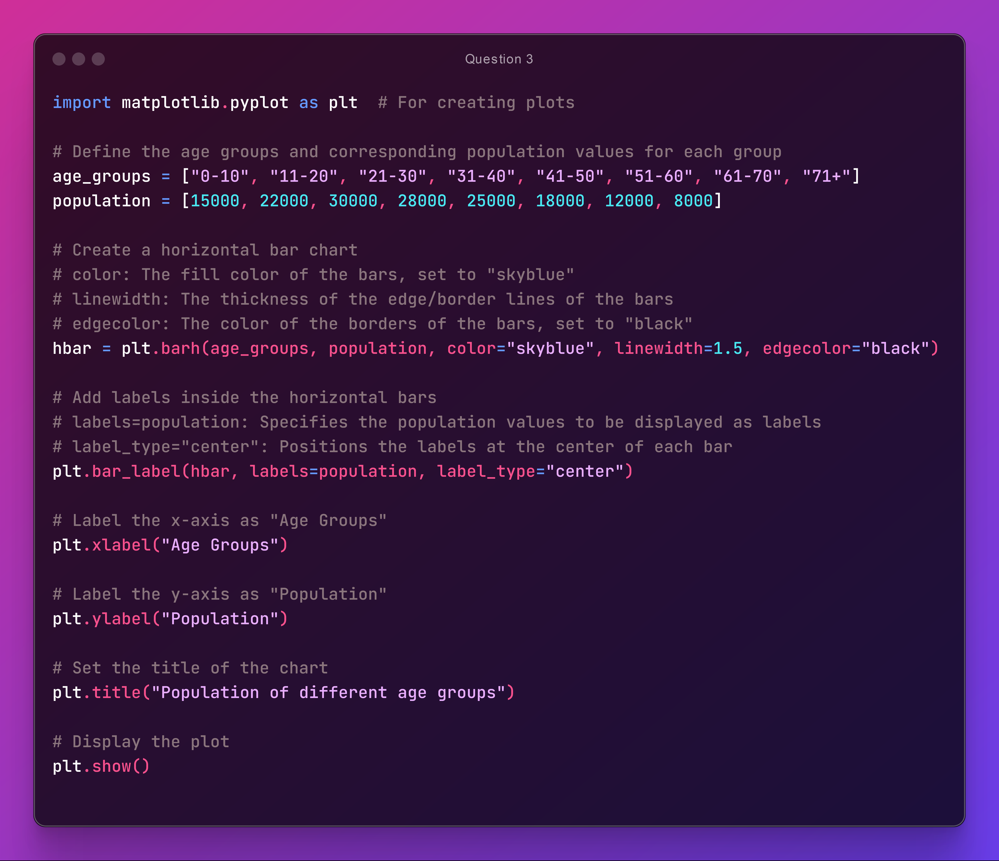 Question 3
import matplotlib.pyplot as plt  # For creating plots
# Define the age groups and corresponding population values for each group
age_groups = ["0-10", "11-20", "21-30", "31-40", "41-50", "51-60", "61-70", "71+"]
population = [15000, 22000, 30000, 28000, 25000, 18000, 12000, 8000]
# Create a horizontal bar chart
# color: The fill color of the bars, set to "skyblue"
# linewidth: The thickness of the edge/border lines of the bars
# edgecolor: The color of the borders of the bars, set to "black"
hbar = plt.barh(age_groups, population, color="skyblue", linewidth=1.5, edgecolor="black")
# Add labels inside the horizontal bars
# labels=population: Specifies the population values to be displayed as labels
# label_type="center": Positions the labels at the center of each bar
plt.bar_label(hbar, labels=population, label_type="center")
# Label the x-axis as "Age Groups"
plt.xlabel("Age Groups")
# Label the y-axis as "Population"
plt.ylabel("Population")
# Set the title of the chart
plt.title("Population of different age groups")
# Display the plot
plt.show()